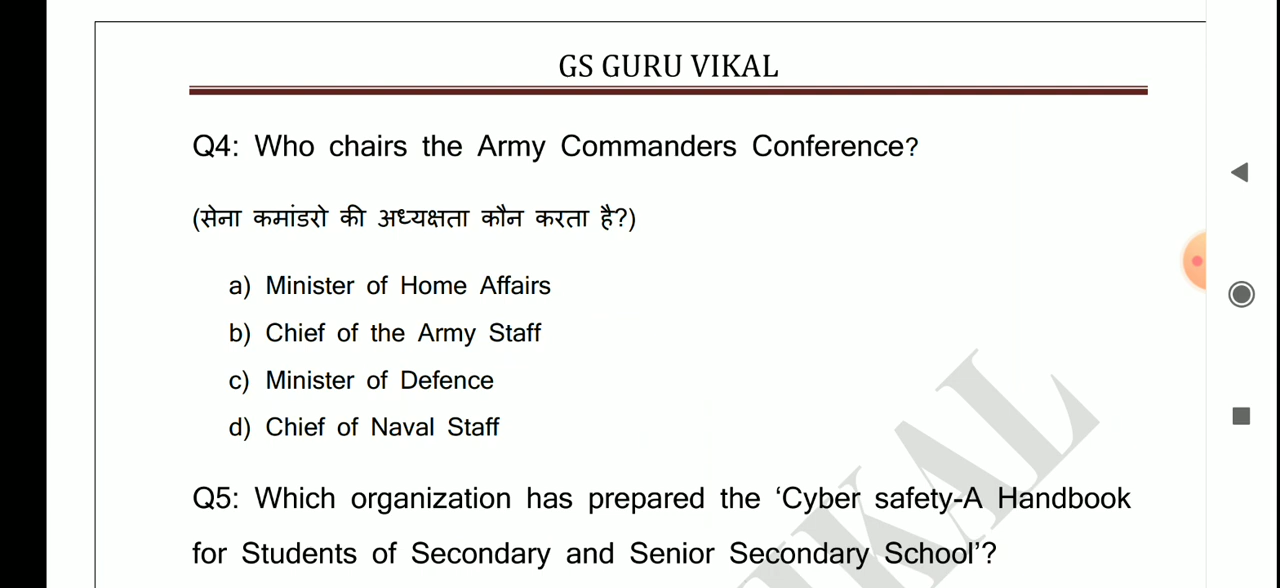 GS GURU VIKAL
Q4: Who chairs the Army Commanders Conference?
(सेना कमांडरो की अध्यक्षता कौन करता है?)
a) Minister of Home Affairs
b) Chief of the Army Staff
c) Minister of Defence
d) Chief of Naval Staff
Q5: Which organization has prepared the ‘Cyber safety-A Handbook
for Students of Secondary and Senior Secondary School’?
IKAL